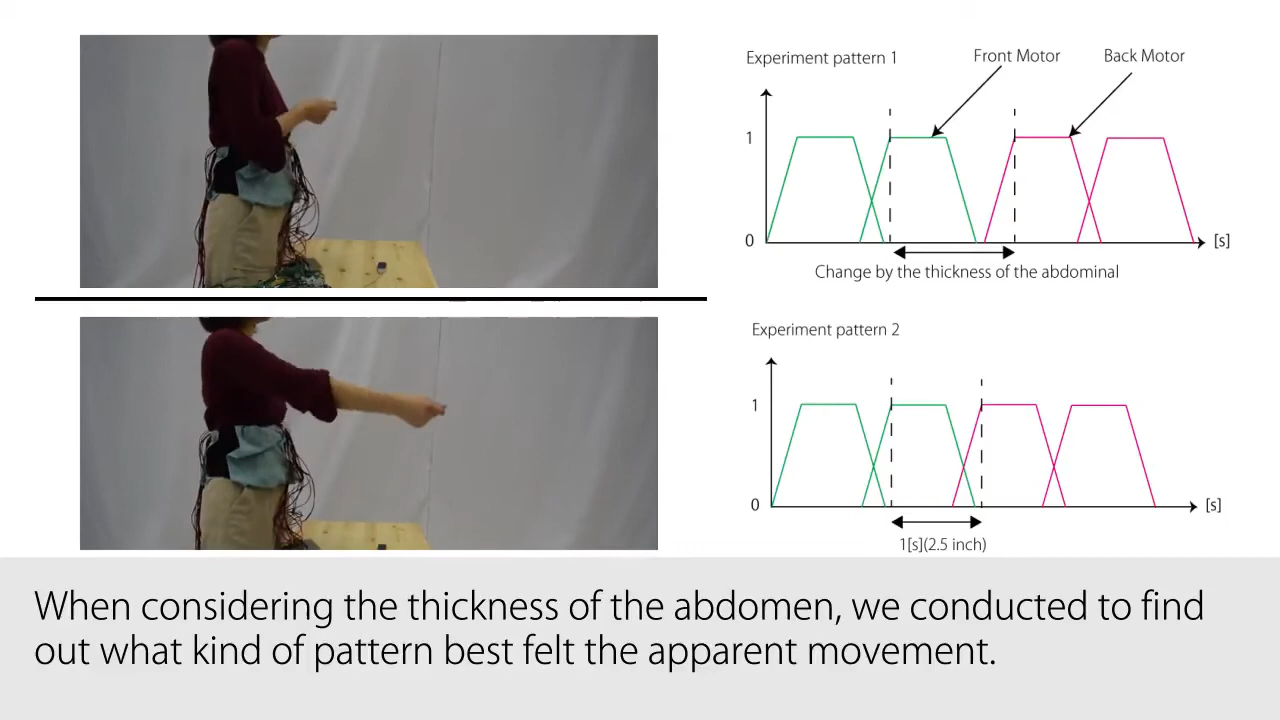 Experiment pattern 1
Front Motor
Back Motor
1
0
[s]
Change by the thickness of the abdominal
Experiment pattern 2
1
0
[s]
1[s](2.5 inch)
When considering the thickness of the abdomen, we conducted to find
out what kind of pattern best felt the apparent movement.